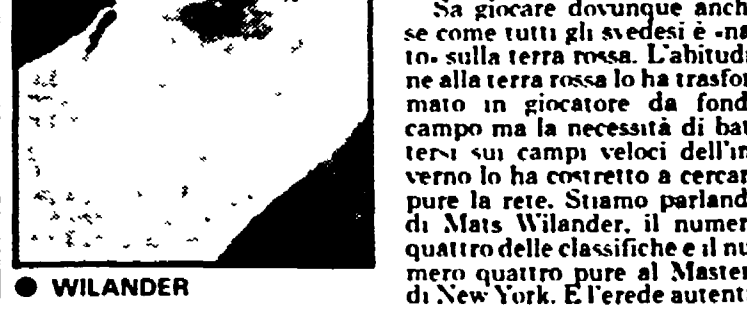 Sa giocare dovunque anch
se come tutti gli svedesi è «na
to» sulla terra rossa. L'abitudi
ne alla terra rossa lo ha trasfor
mato in giocatore da fond
campo ma la necessità di bat
tersi sui campi veloci dell'in
verno lo ha costretto a cercar
pure la rete. Stiamo parland
di Mats Wilander, il numer
quattro delle classifiche e il nu
mero quattro pure al Master
di New York. È l'erede autenti
● WILANDER